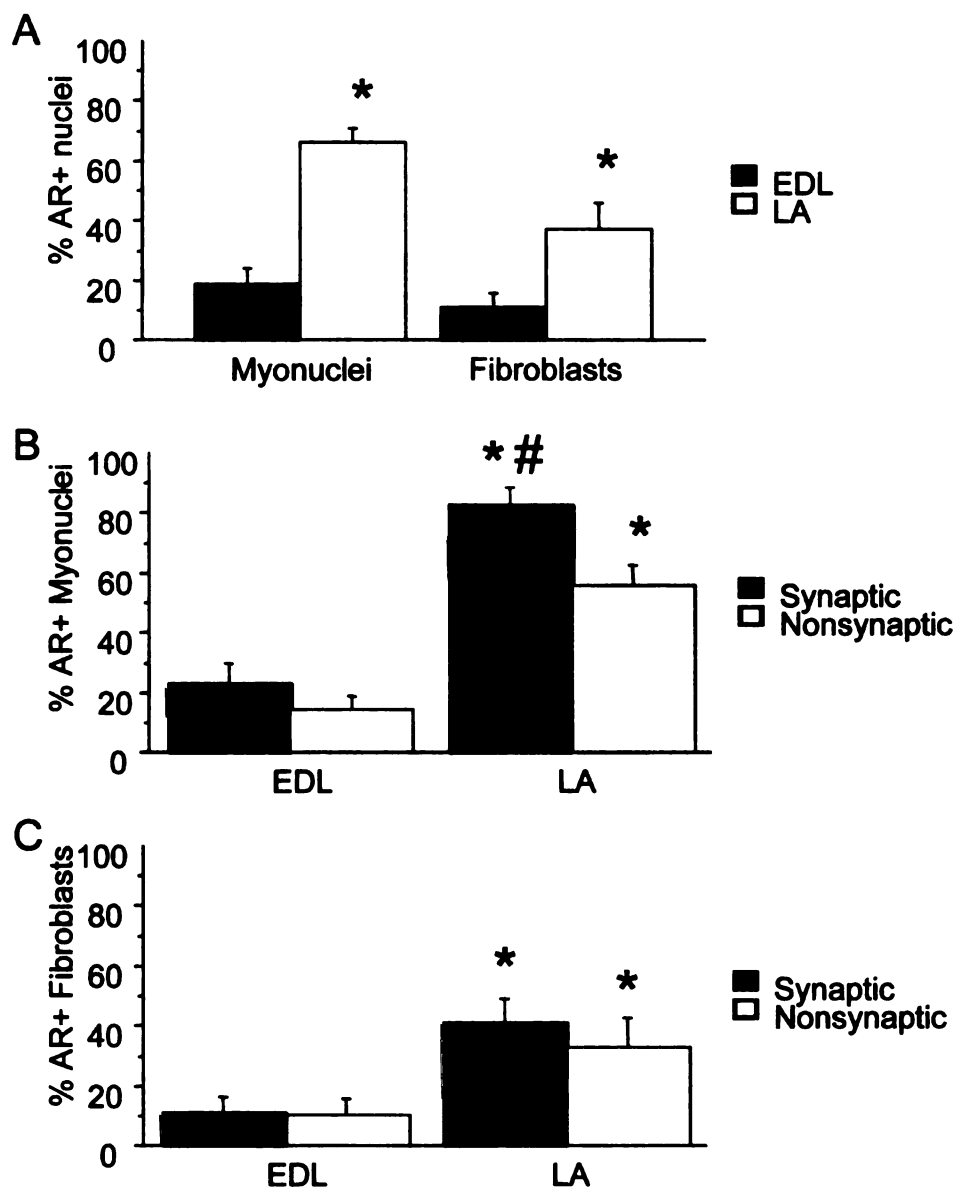 A
% AR+ nuclei
100
80
60
40
20
0
*
*
Myonuclei
Fibroblasts
EDL
LA
B
% AR+ Myonuclei
100
80
60
40
20
0
*#
*
EDL
LA
Synaptic
Nonsynaptic
C
% AR+ Fibroblasts
100
80
60
40
20
0
*
*
EDL
LA
Synaptic
Nonsynaptic